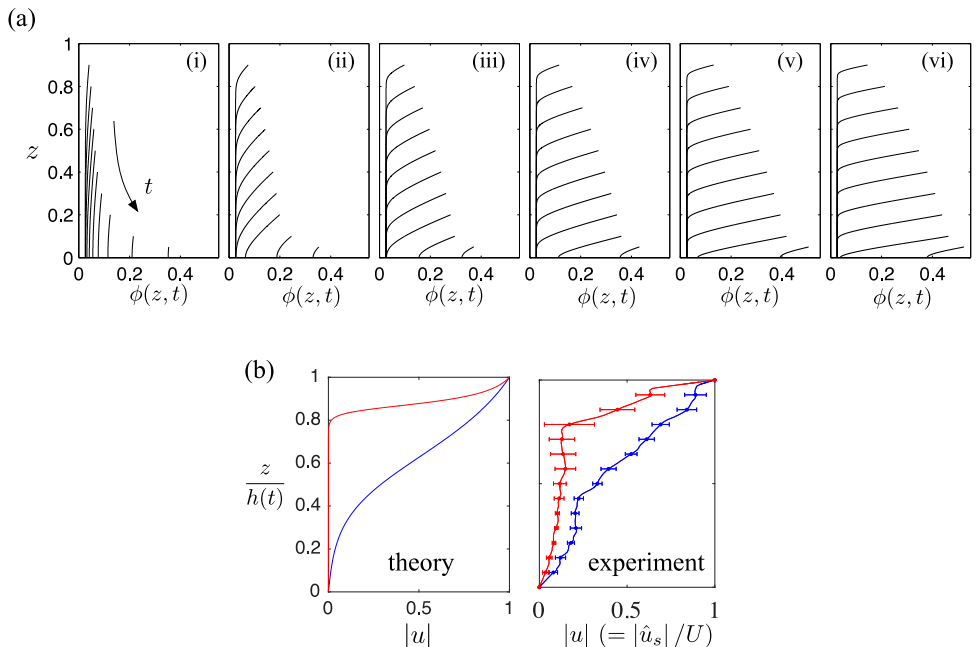 (a)
1
0.8
0.6
z
0.4
0.2
0
(i)
t
0 0.2 0.4
ϕ(z, t)
(ii)
0 0.2 0.4
ϕ(z, t)
(iii)
0 0.2 0.4
ϕ(z, t)
(iv)
0 0.2 0.4
ϕ(z, t)
(v)
0 0.2 0.4
ϕ(z, t)
(vi)
0 0.2 0.4
ϕ(z, t)
(b)
1
0.8
0.6
z
h(t)
0.4
0.2
0
theory
0 0.5 1
|u|
experiment
0 0.5 1
|u| (= |û_s| /U)